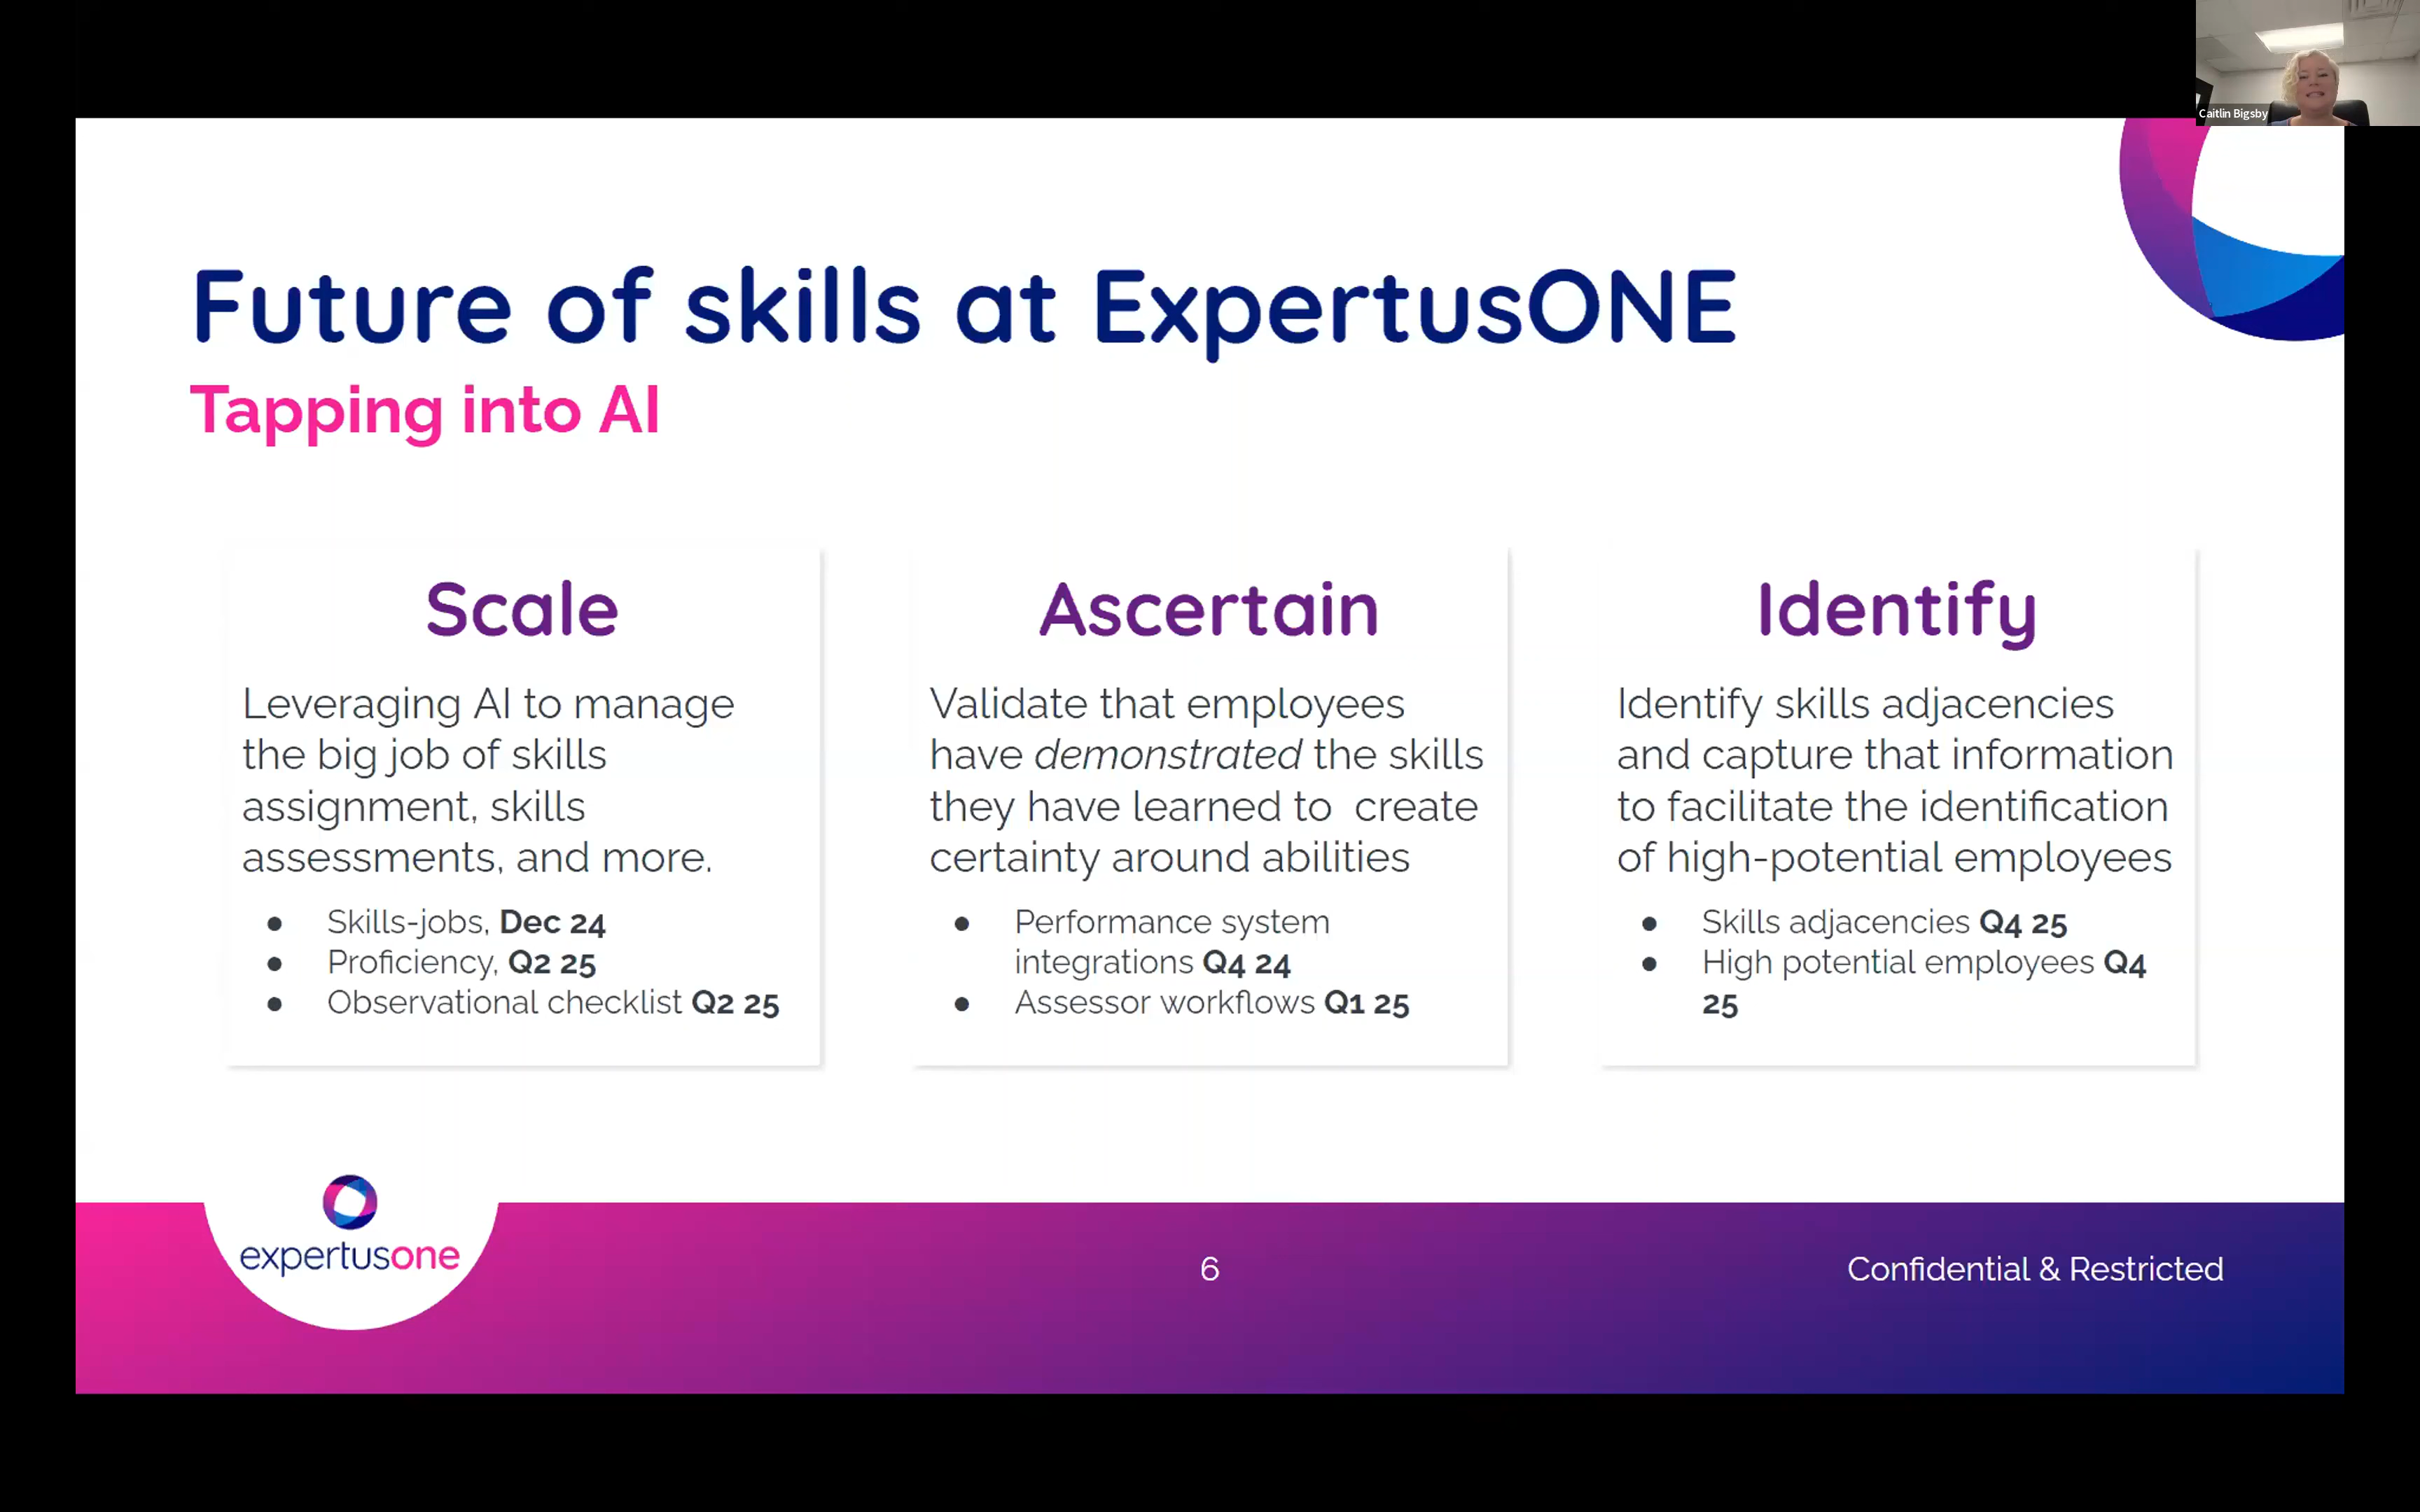 Caitlin Bigsby
Future of skills at ExpertusONE
Tapping into AI
Scale
Leveraging AI to manage
the big job of skills
assignment, skills
assessments, and more.
● Skills-jobs, Dec 24
● Proficiency, Q2 25
● Observational checklist Q2 25
Ascertain
Validate that employees
have demonstrated the skills
they have learned to  create
certainty around abilities
● Performance system
integrations Q4 24
● Assessor workflows Q1 25
Identify
Identify skills adjacencies
and capture that information
to facilitate the identification
of high-potential employees
● Skills adjacencies Q4 25
● High potential employees Q4
25
expertusone
6
Confidential & Restricted